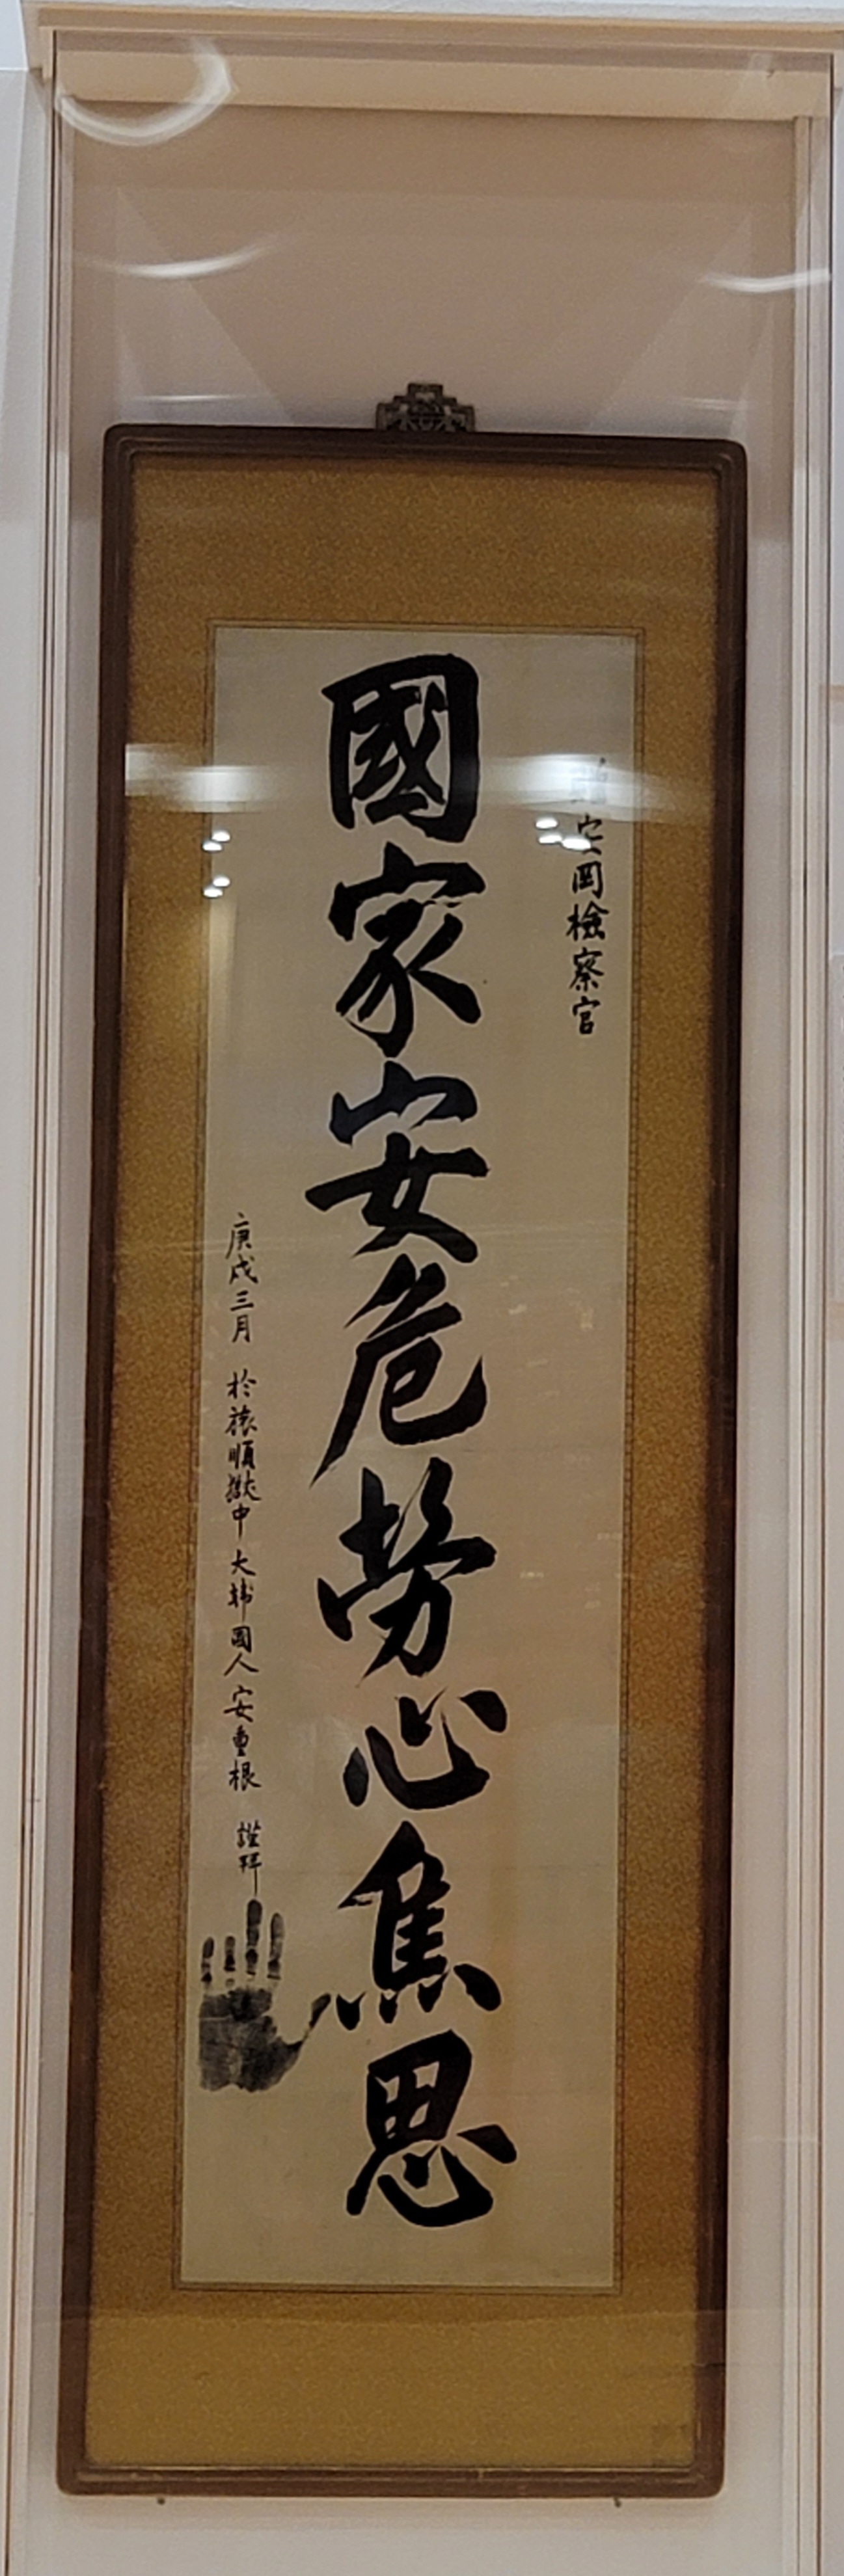 安岡檢察官
國家安危勞心焦思
庚戌三月 於旅順獄中 大韓國人 安重根 謹拜